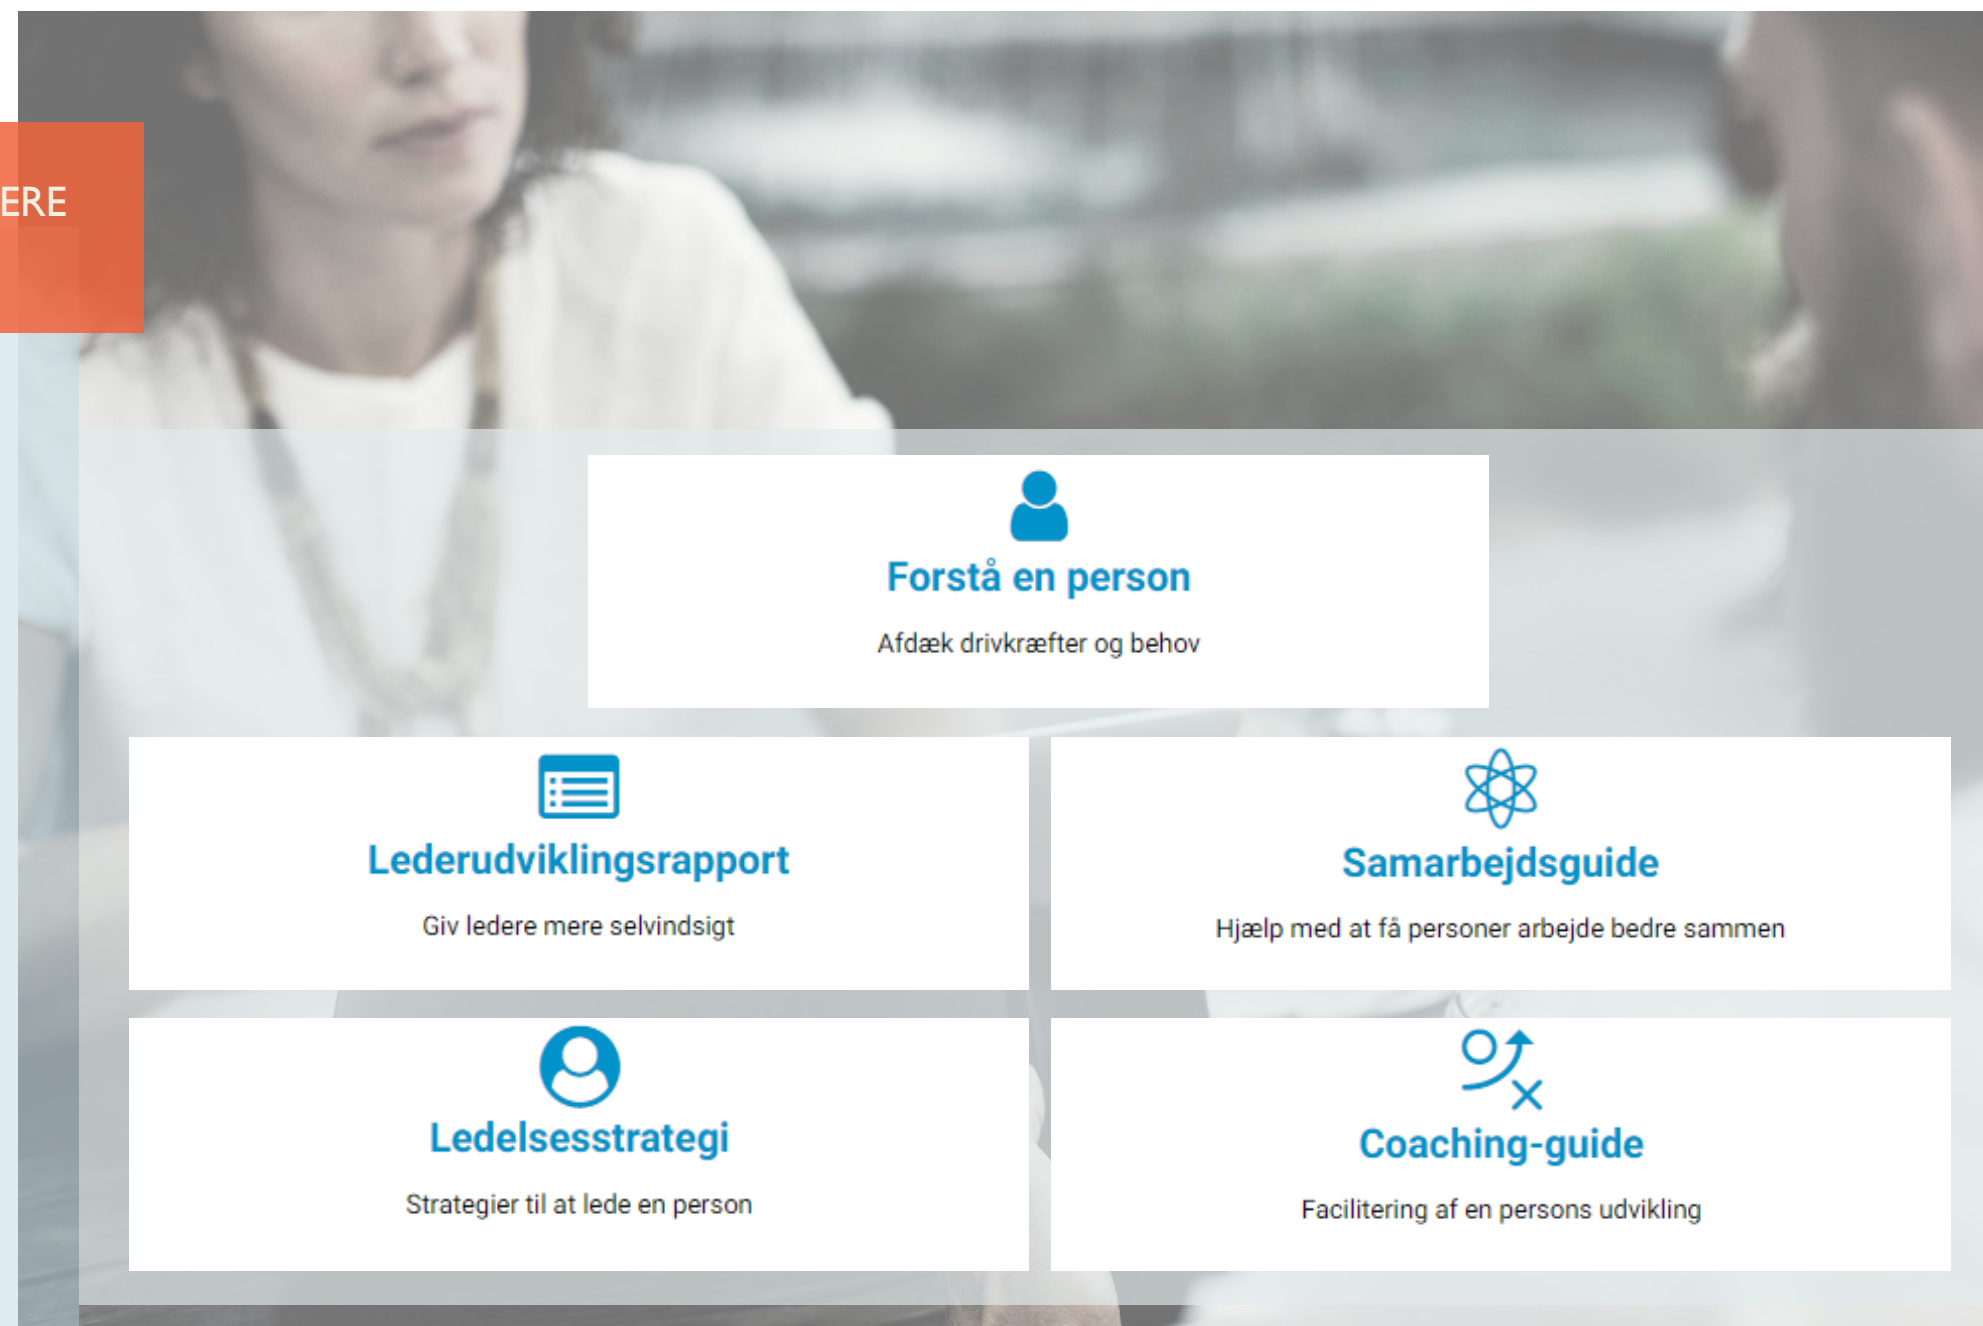 ERE
Forstå en person
Afdæk drivkræfter og behov
Lederudviklingsrapport
Giv ledere mere selvindsigt
Samarbejdsguide
Hjælp med at få personer arbejde bedre sammen
Ledelsesstrategi
Strategier til at lede en person
Coaching-guide
Facilitering af en persons udvikling